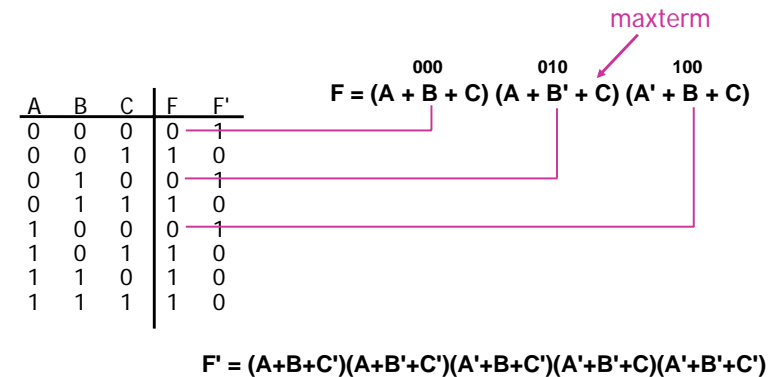 maxterm
000 010 100
F = (A + B + C) (A + B' + C) (A' + B + C)
A B C F F'
0 0 0 0 1
0 0 1 1 0
0 1 0 0 1
0 1 1 1 0
1 0 0 0 1
1 0 1 1 0
1 1 0 1 0
1 1 1 1 0
F' = (A+B+C')(A+B'+C')(A'+B+C')(A'+B'+C)(A'+B'+C')